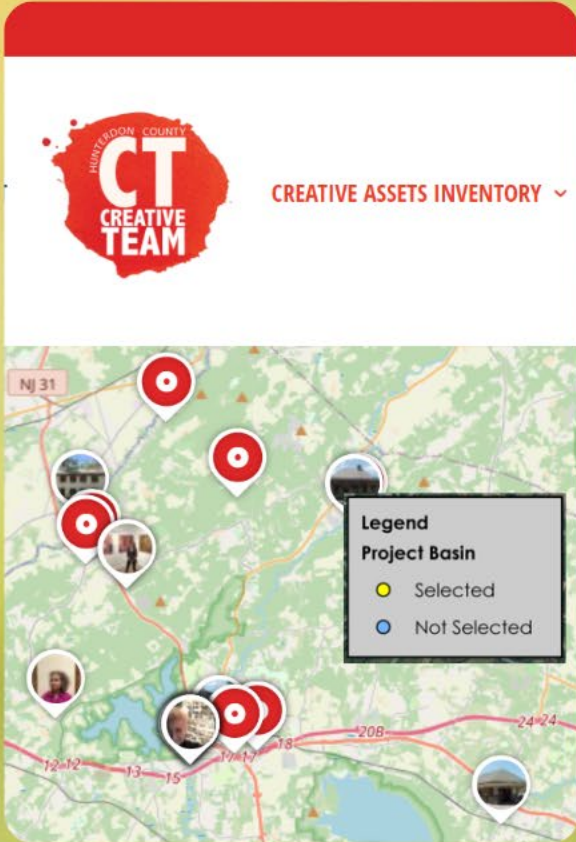 HUNTERDON COUNTY
CT
CREATIVE
TEAM
CREATIVE ASSETS INVENTORY
NJ 31
Legend
Project Basin
Selected
Not Selected
20B
24 24
18
17 17
12 12
13
15